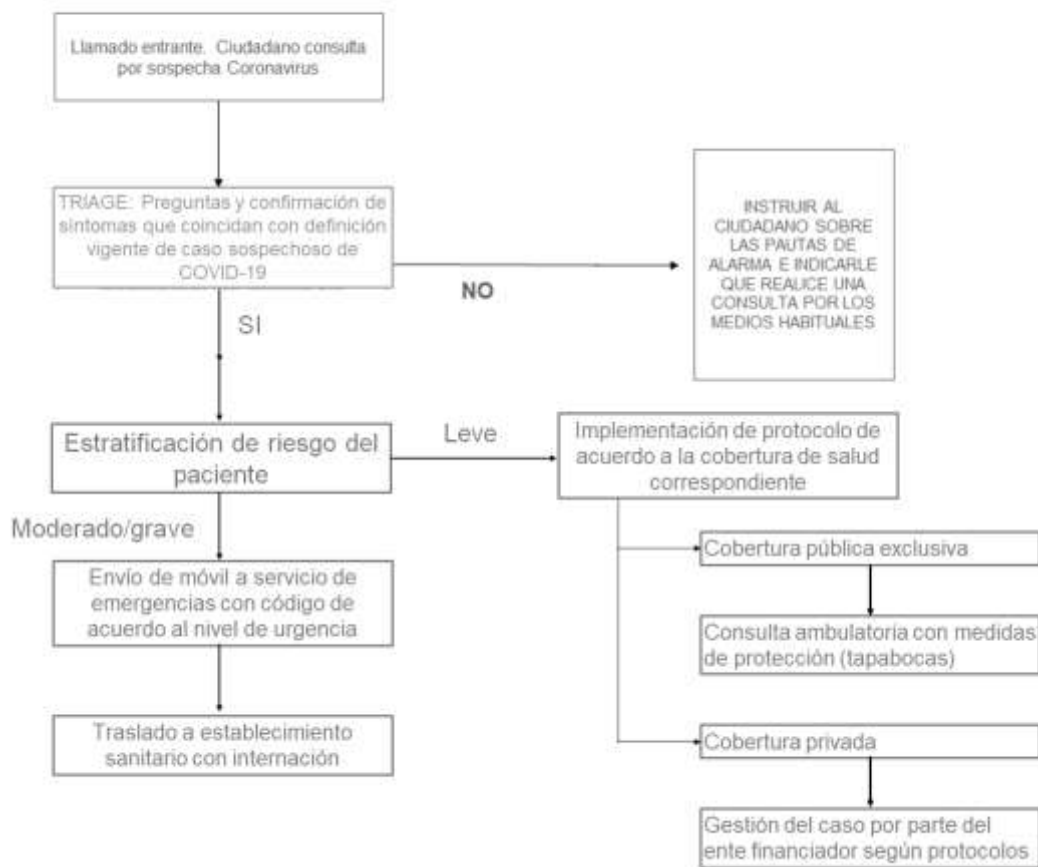 Llamado entrante. Ciudadano consulta
por sospecha Coronavirus
TRIAGE: Preguntas y confirmación de
síntomas que coincidan con definición
vigente de caso sospechoso de
COVID-19
NO
INSTRUIR AL
CIUDADANO SOBRE
LAS PAUTAS DE
ALARMA E INDICARLE
QUE REALICE UNA
CONSULTA POR LOS
MEDIOS HABITUALES
SI
Estratificación de riesgo del
paciente
Leve
Implementación de protocolo de
acuerdo a la cobertura de salud
correspondiente
Moderado/grave
Envío de móvil a servicio de
emergencias con código de
acuerdo al nivel de urgencia
Traslado a establecimiento
sanitario con internación
Cobertura pública exclusiva
Consulta ambulatoria con medidas
de protección (tapabocas)
Cobertura privada
Gestión del caso por parte del
ente financiador según protocolos